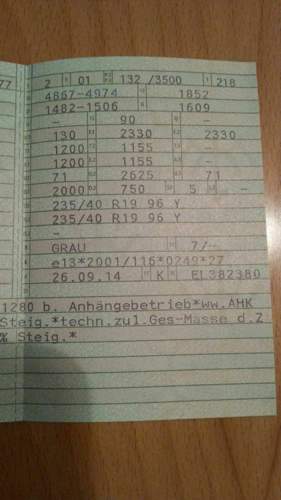 77
2 01 132 /3500 218
4867-4974 1852
1482-1506 1609
- 90 -
130 2330 2330
1200 1155 -
1200 1155 -
71 2625 71
2000 750 5 -
235/40 R19 96 Y
235/40 R19 96 Y
-
GRAU 7/-
e13*2001/116*0249*27
26.09.14 K EL382380
1280 b. Anhängebetrieb*ww.AHK
Steig.*techn.zul.Ges-Masse d.Z
% Steig.*